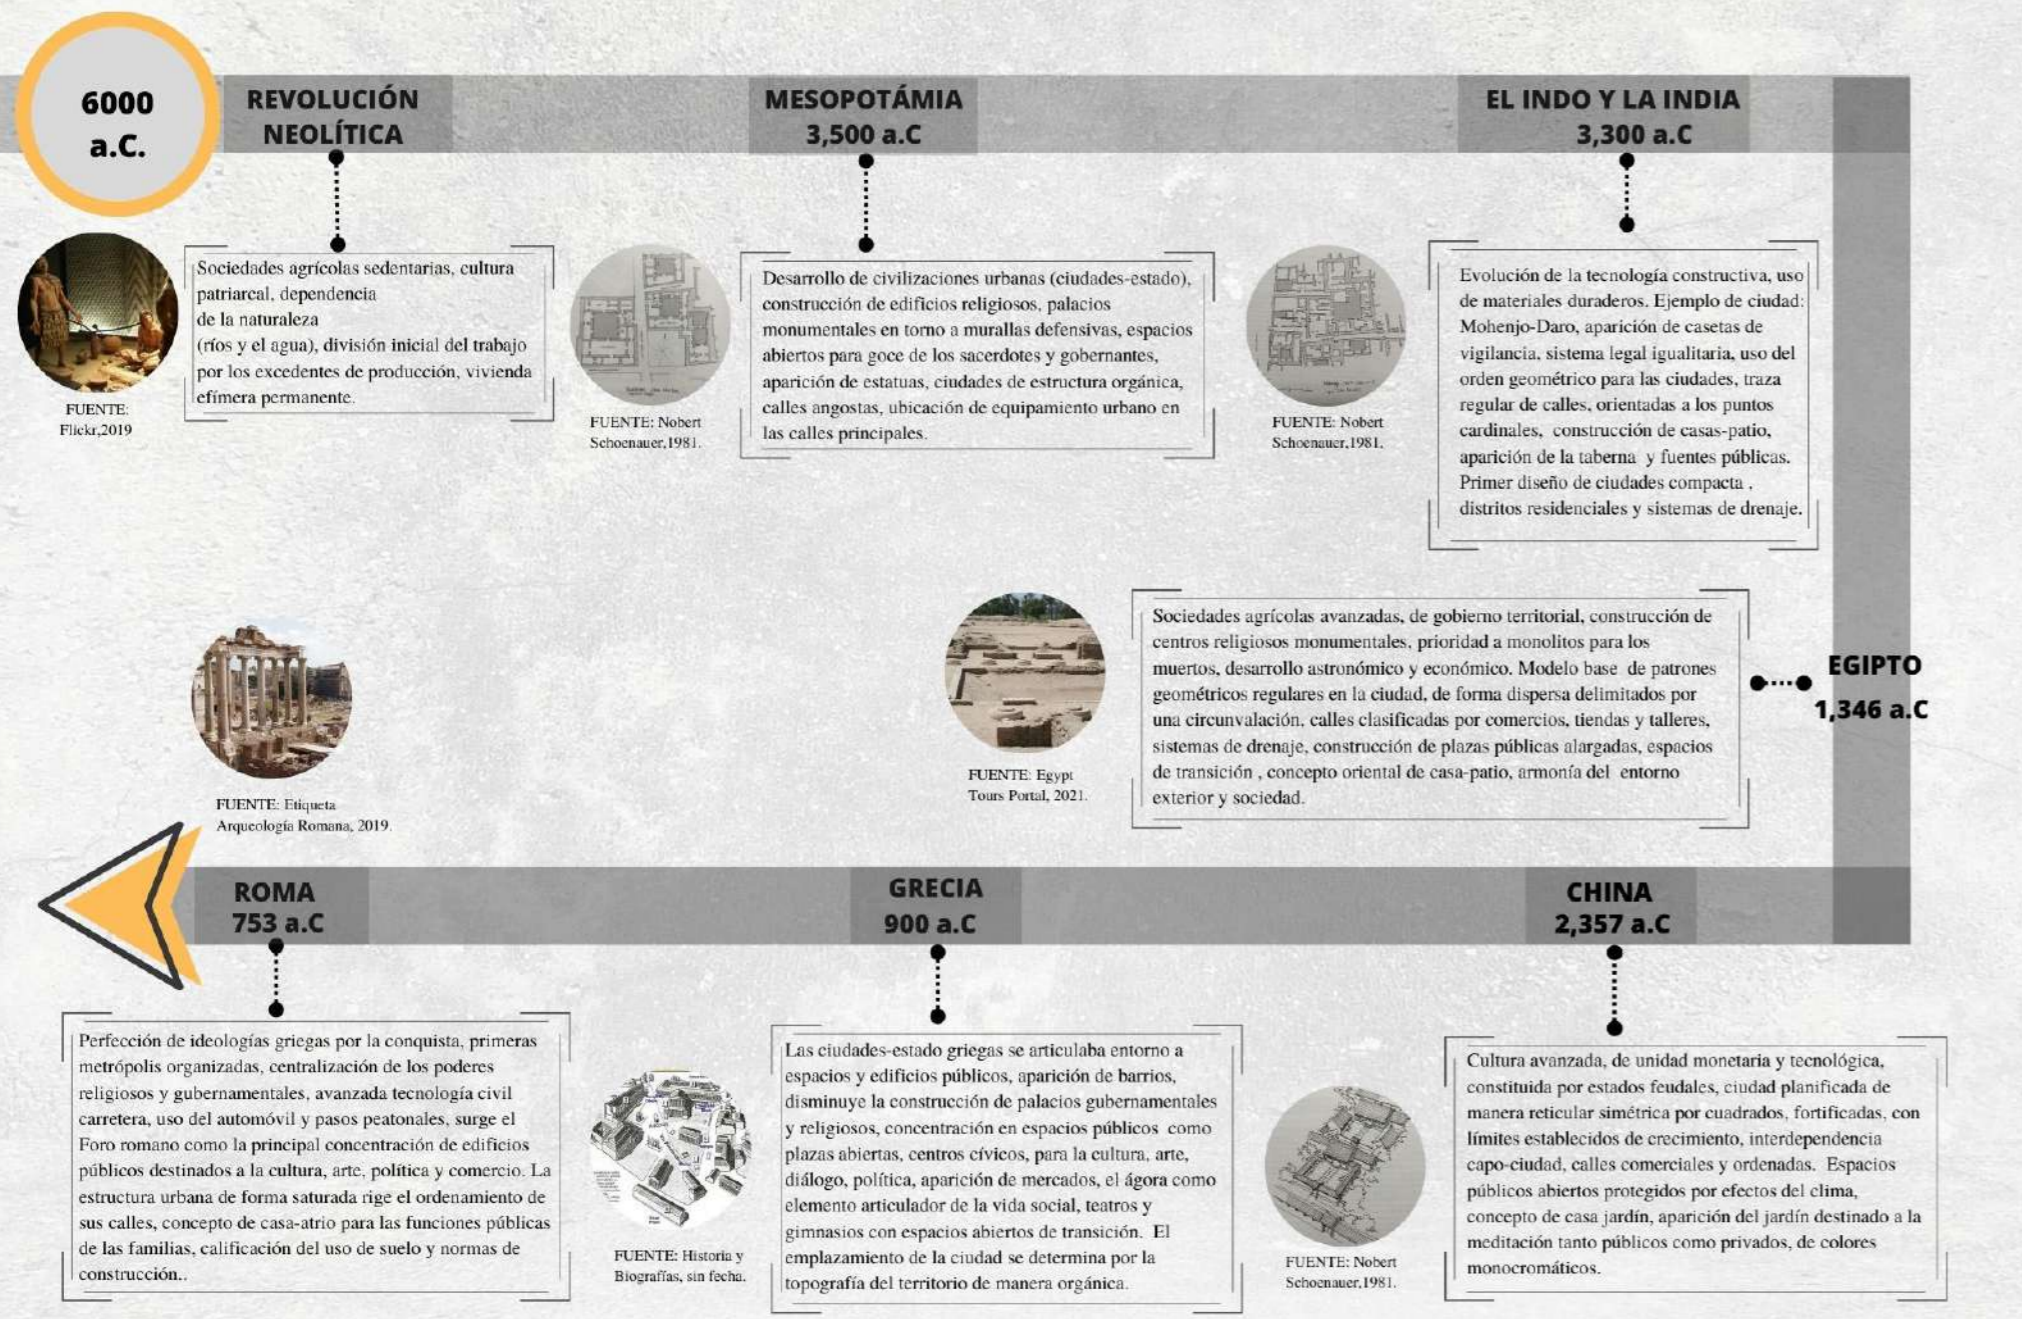 6000
a.C.
REVOLUCIÓN
NEOLÍTICA
Sociedades agrícolas sedentarias, cultura
patriarcal, dependencia
de la naturaleza
(ríos y el agua), división inicial del trabajo
por los excedentes de producción, vivienda
efímera permanente.
FUENTE:
Flickr,2019
MESOPOTÁMIA
3,500 a.C
Desarrollo de civilizaciones urbanas (ciudades-estado),
construcción de edificios religiosos, palacios
monumentales en torno a murallas defensivas, espacios
abiertos para goce de los sacerdotes y gobernantes,
aparición de estatuas, ciudades de estructura orgánica,
calles angostas, ubicación de equipamiento urbano en
las calles principales.
FUENTE: Nobert
Schoenauer,1981.
EL INDO Y LA INDIA
3,300 a.C
Evolución de la tecnología constructiva, uso
de materiales duraderos. Ejemplo de ciudad:
Mohenjo-Daro, aparición de casetas de
vigilancia, sistema legal igualitaria, uso del
orden geométrico para las ciudades, traza
regular de calles, orientadas a los puntos
cardinales, construcción de casas-patio,
aparición de la taberna y fuentes públicas.
Primer diseño de ciudades compacta ,
distritos residenciales y sistemas de drenaje.
FUENTE: Nobert
Schoenauer,1981.
EGIPTO
1,346 a.C
Sociedades agrícolas avanzadas, de gobierno territorial, construcción de
centros religiosos monumentales, prioridad a monolitos para los
muertos, desarrollo astronómico y económico. Modelo base de patrones
geométricos regulares en la ciudad, de forma dispersa delimitados por
una circunvalación, calles clasificadas por comercios, tiendas y talleres,
sistemas de drenaje, construcción de plazas públicas alargadas, espacios
de transición , concepto oriental de casa-patio, armonía del entorno
exterior y sociedad.
FUENTE: Egypt
Tours Portal, 2021.
CHINA
2,357 a.C
Cultura avanzada, de unidad monetaria y tecnológica,
constituida por estados feudales, ciudad planificada de
manera reticular simétrica por cuadrados, fortificadas, con
límites establecidos de crecimiento, interdependencia
capo-ciudad, calles comerciales y ordenadas. Espacios
públicos abiertos protegidos por efectos del clima,
concepto de casa jardín, aparición del jardín destinado a la
meditación tanto públicos como privados, de colores
monocromáticos.
FUENTE: Nobert
Schoenauer,1981.
GRECIA
900 a.C
Las ciudades-estado griegas se articulaba entorno a
espacios y edificios públicos, aparición de barrios,
disminuye la construcción de palacios gubernamentales
y religiosos, concentración en espacios públicos como
plazas abiertas, centros cívicos, para la cultura, arte,
diálogo, política, aparición de mercados, el ágora como
elemento articulador de la vida social, teatros y
gimnasios con espacios abiertos de transición. El
emplazamiento de la ciudad se determina por la
topografía del territorio de manera orgánica.
FUENTE: Historia y
Biografías, sin fecha.
ROMA
753 a.C
Perfección de ideologías griegas por la conquista, primeras
metrópolis organizadas, centralización de los poderes
religiosos y gubernamentales, avanzada tecnología civil
carretera, uso del automóvil y pasos peatonales, surge el
Foro romano como la principal concentración de edificios
públicos destinados a la cultura, arte, política y comercio. La
estructura urbana de forma saturada rige el ordenamiento de
sus calles, concepto de casa-atrio para las funciones públicas
de las familias, calificación del uso de suelo y normas de
construcción..
FUENTE: Etiqueta
Arqueología Romana, 2019.